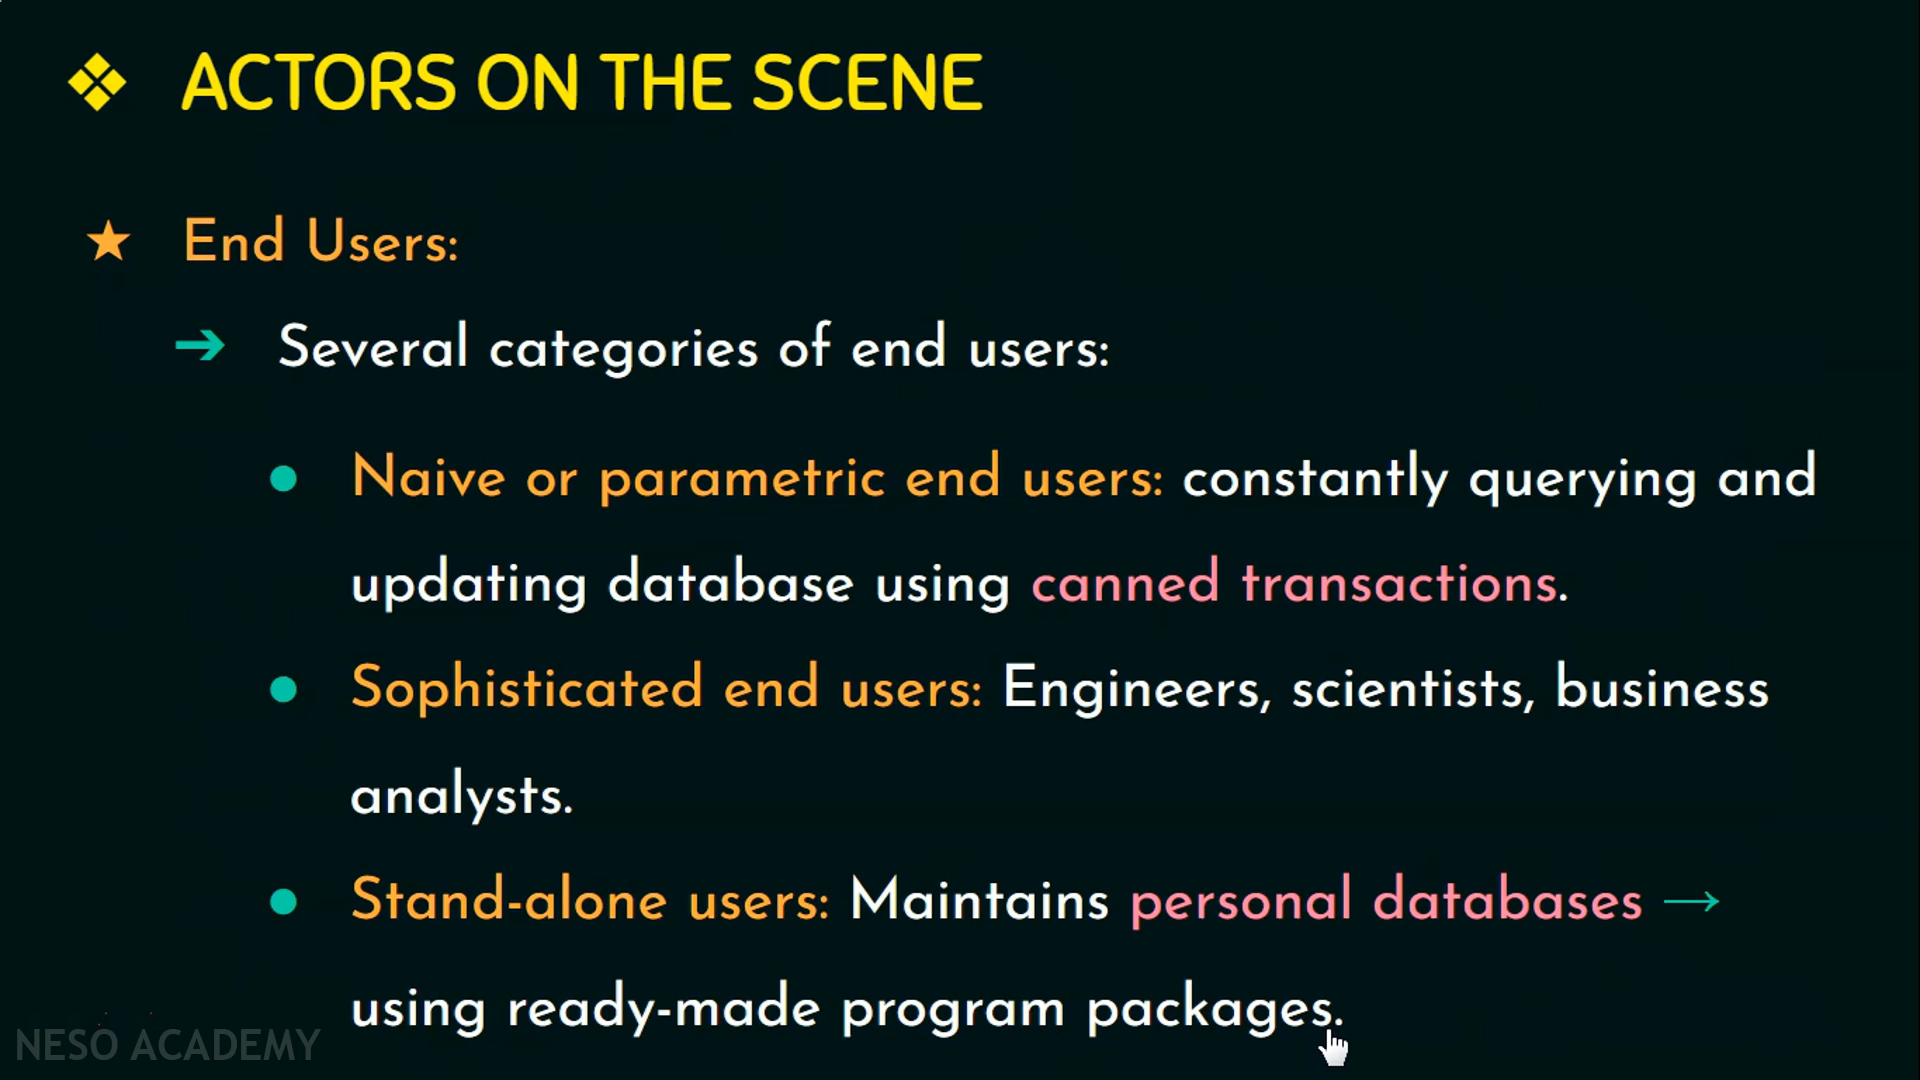 ❖ ACTORS ON THE SCENE
★ End Users:
➔ Several categories of end users:
● Naive or parametric end users: constantly querying and
updating database using canned transactions.
● Sophisticated end users: Engineers, scientists, business
analysts.
● Stand-alone users: Maintains personal databases →
using ready-made program packages.
NESO ACADEMY